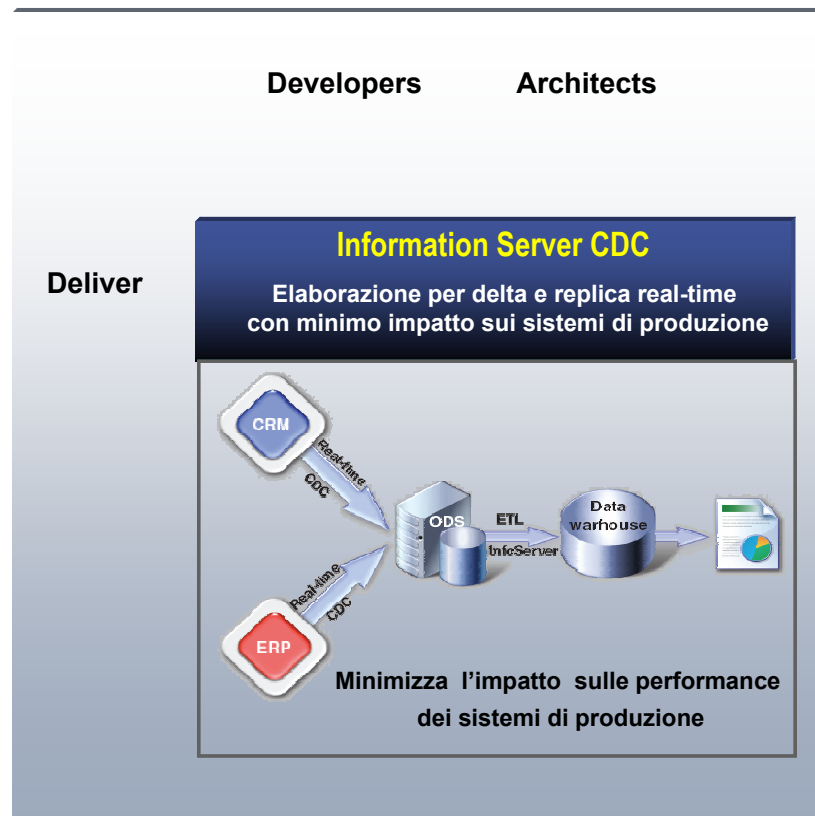 Developers Architects
Information Server CDC
Deliver
Elaborazione per delta e replica real-time
con minimo impatto sui sistemi di produzione
CRM
Real-time
CDC
ODS
ETL
InfoServer
Data
warhouse
Real-time
CDC
ERP
Minimizza l'impatto sulle performance
dei sistemi di produzione